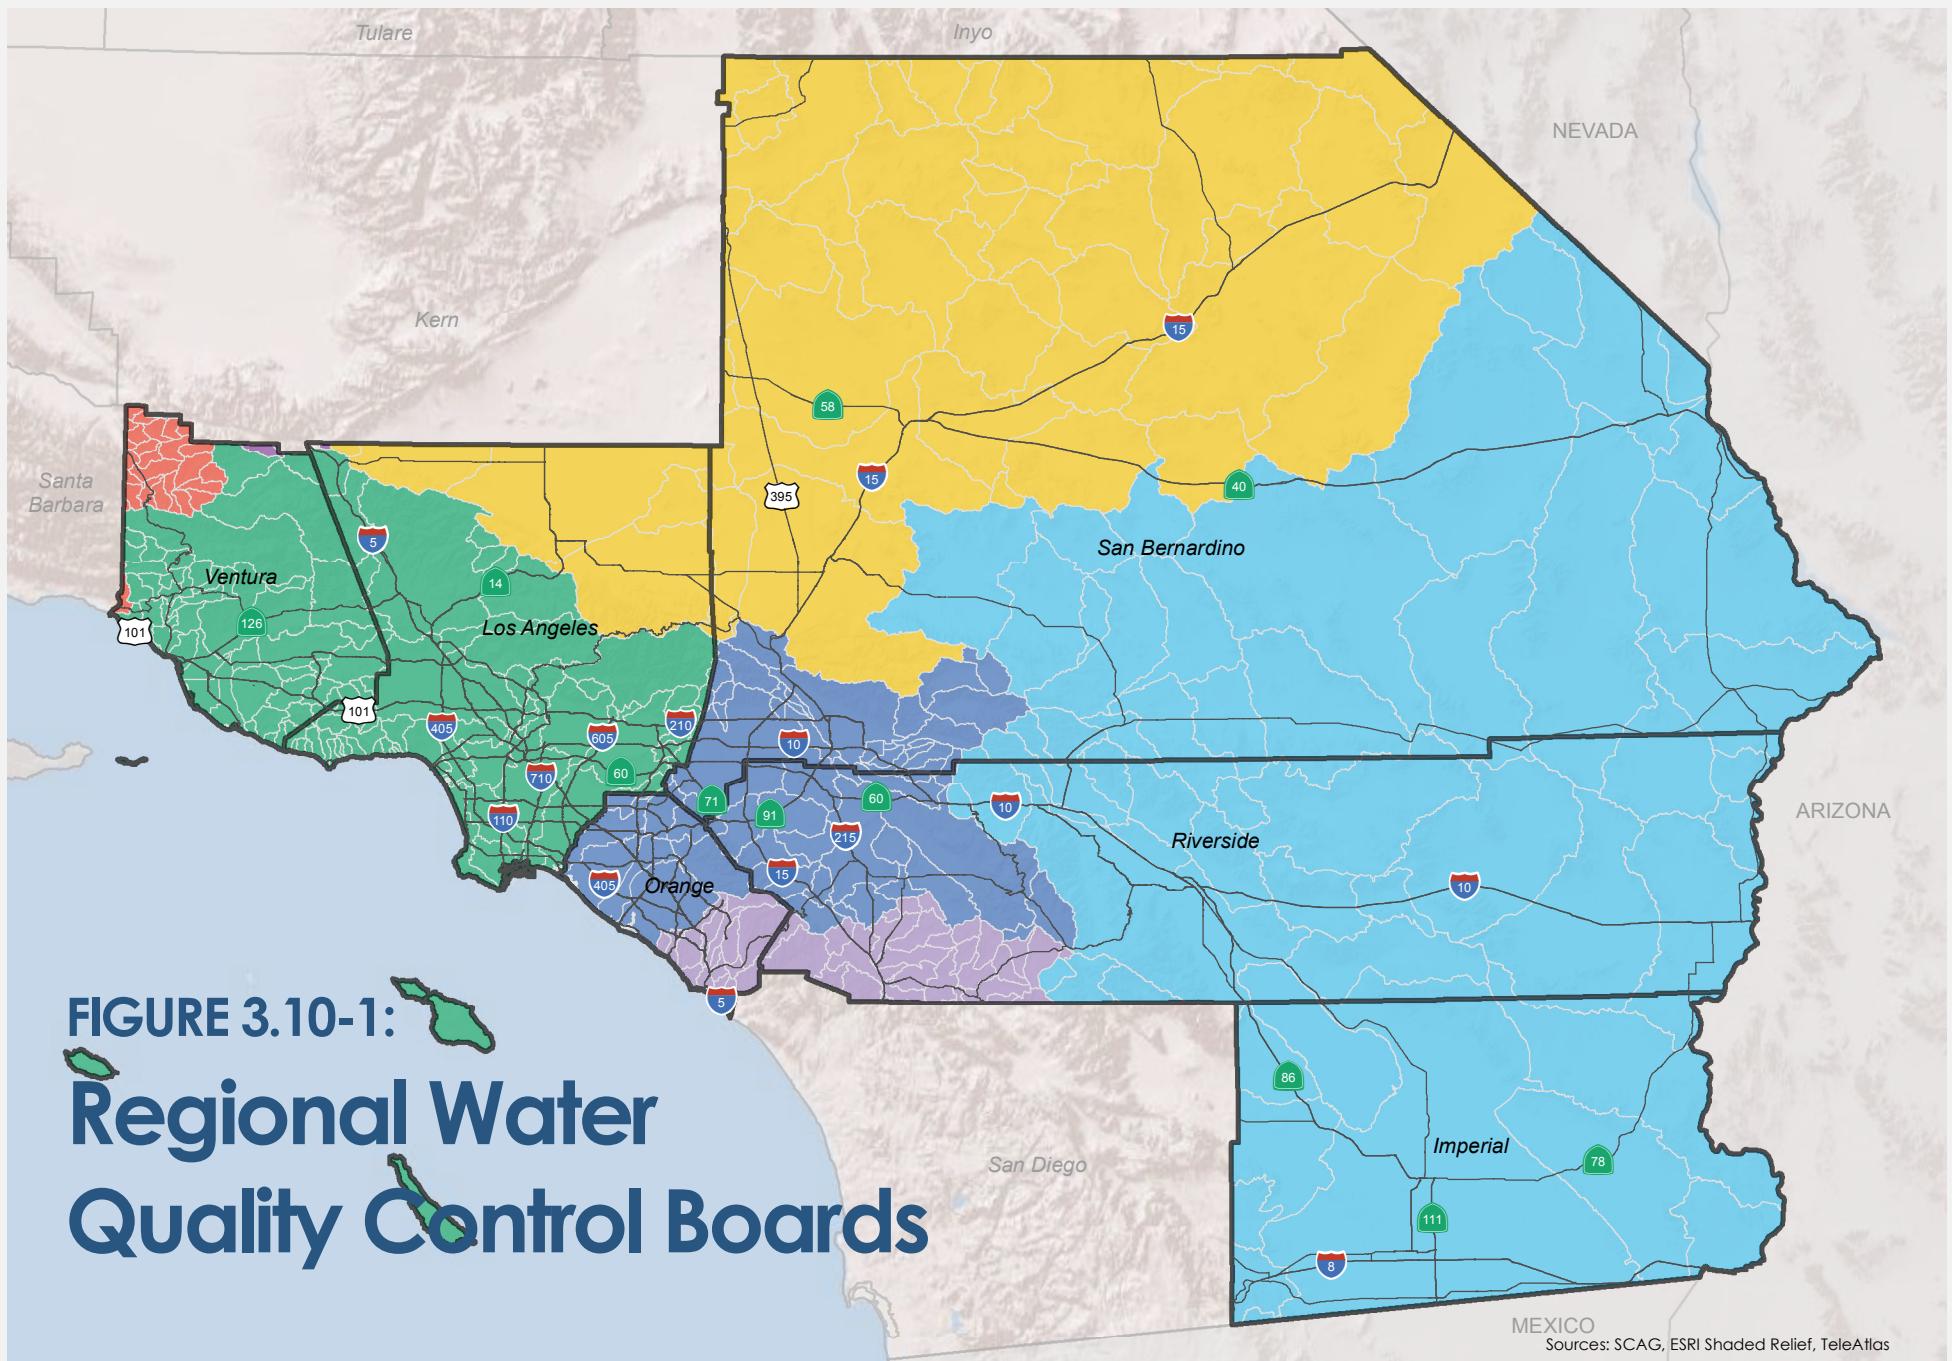 Tulare
Inyo
NEVADA
Kern
15
58
Santa
Barbara
395
15
40
5
San Bernardino
Ventura
14
126
Los Angeles
101
101
405
605
210
10
710
60
71
91
60
10
110
215
Riverside
ARIZONA
15
405
Orange
10
5
FIGURE 3.10-1:
Regional Water
Quality Control Boards
86
Imperial
78
San Diego
111
8
MEXICO
Sources: SCAG, ESRI Shaded Relief, TeleAtlas